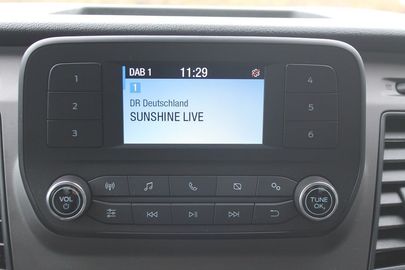 DAB 1 11:29
1
DR Deutschland
SUNSHINE LIVE
1
2
3
4
5
6
VOL
TUNE
OK